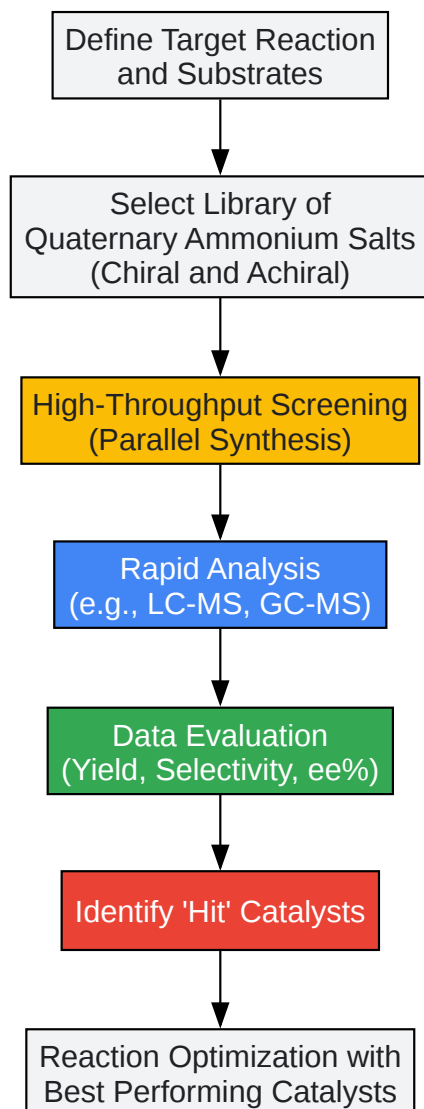 Define Target Reaction
and Substrates
Select Library of
Quaternary Ammonium Salts
(Chiral and Achiral)
High-Throughput Screening
(Parallel Synthesis)
Rapid Analysis
(e.g., LC-MS, GC-MS)
Data Evaluation
(Yield, Selectivity, ee%)
Identify 'Hit' Catalysts
Reaction Optimization with
Best Performing Catalysts